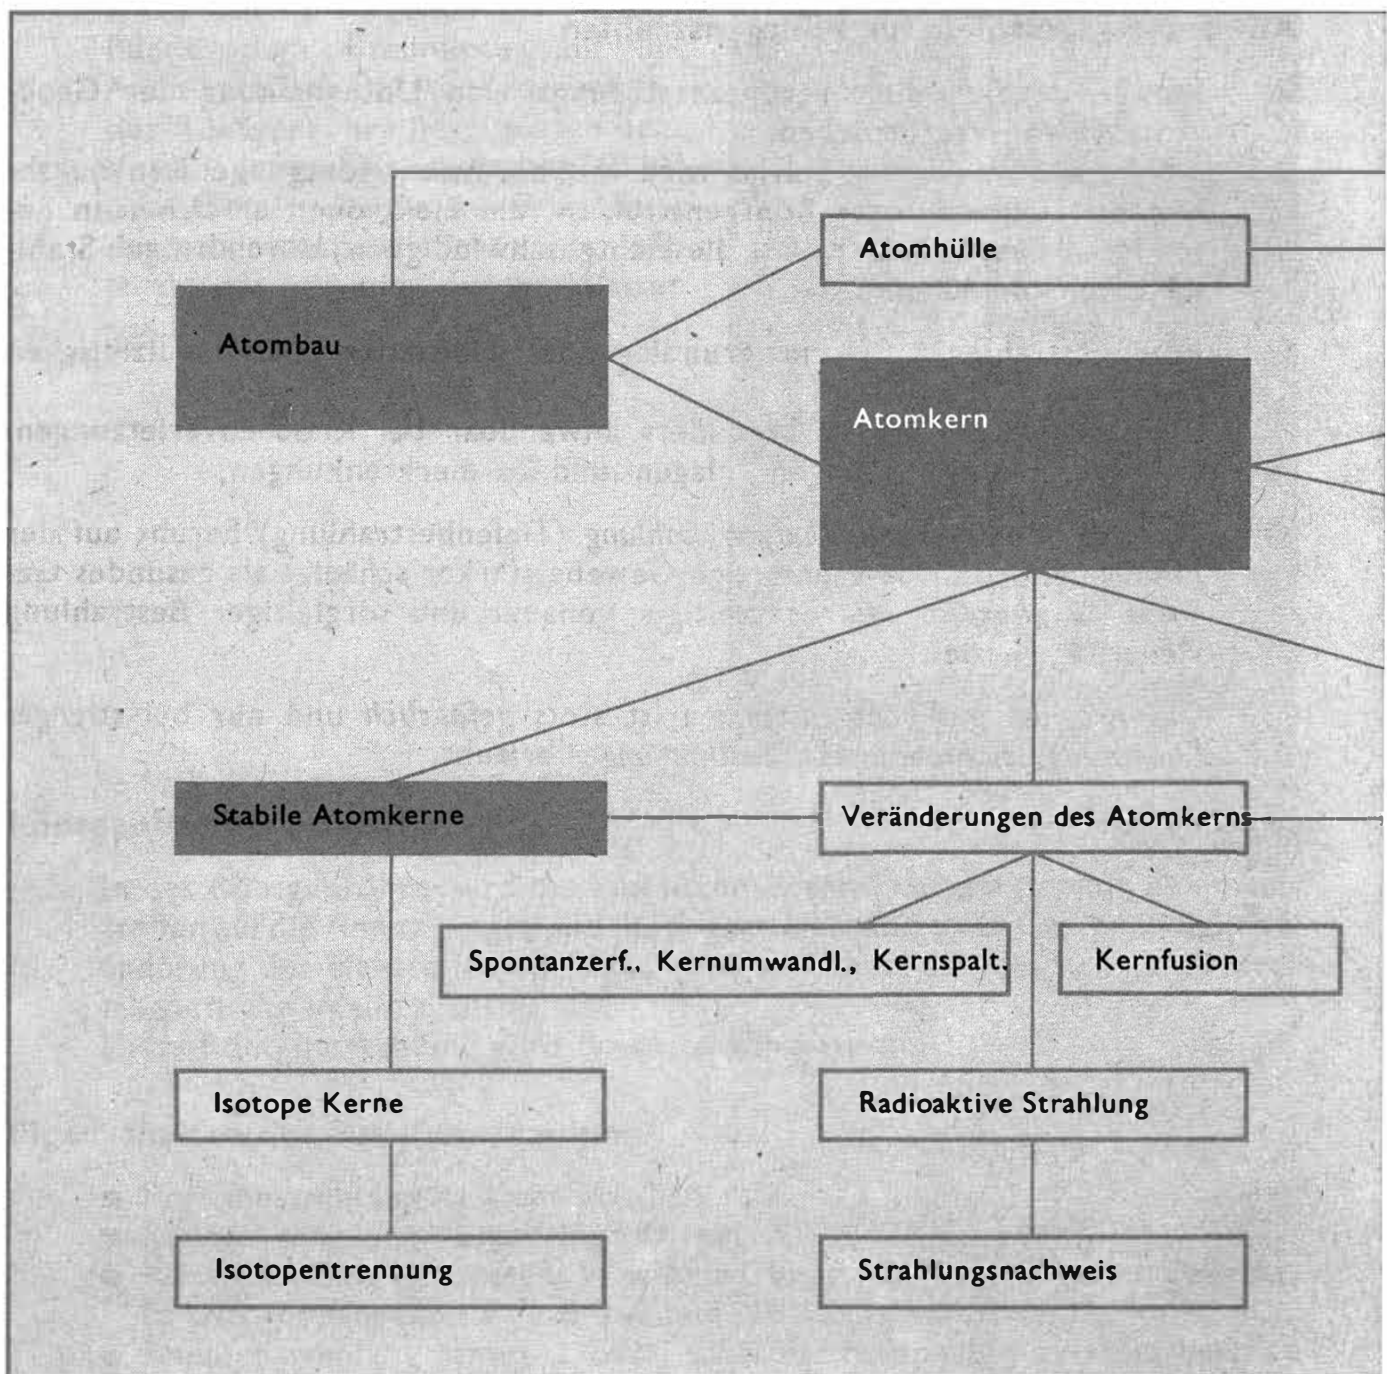 Atomhülle
Atombau
Atomkern
Stabile Atomkerne
Veränderungen des Atomkerns
Spontanzerf., Kernumwandl., Kernspalt.
Kernfusion
Isotope Kerne
Radioaktive Strahlung
Isotopentrennung
Strahlungsnachweis